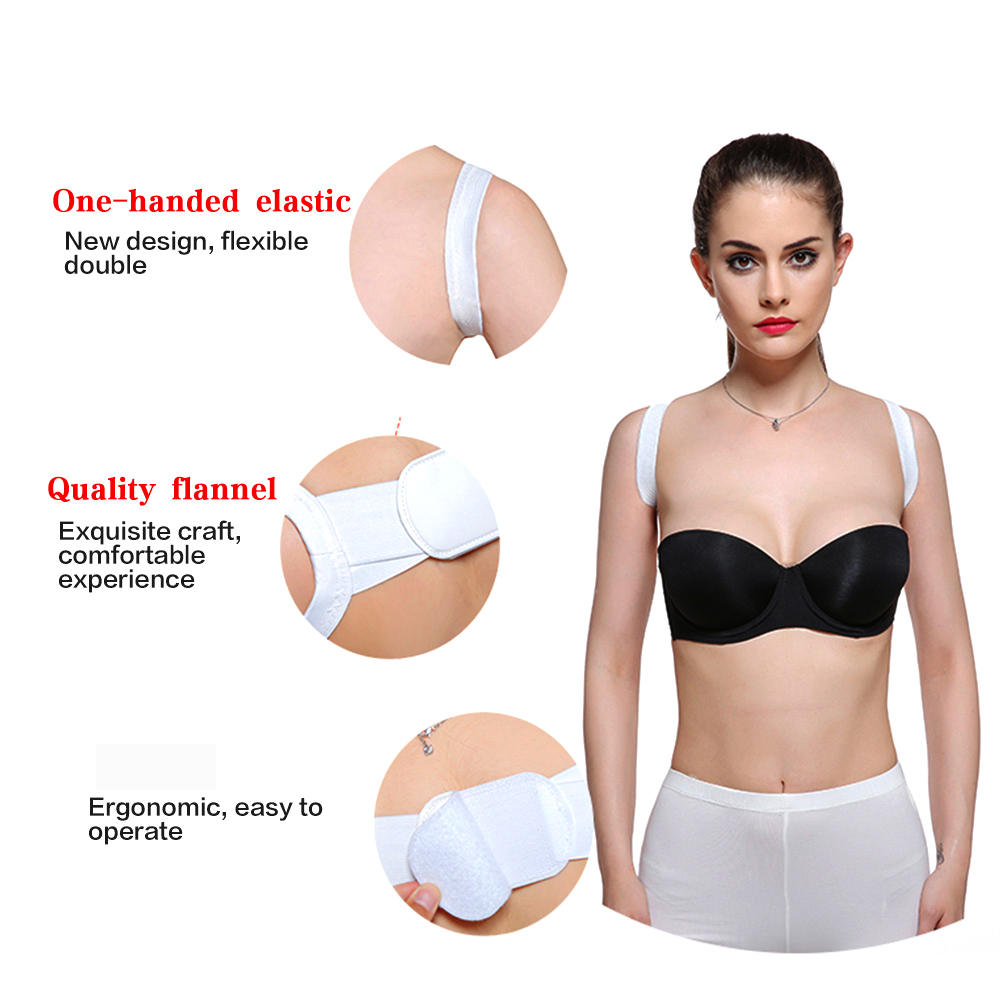 One-handed elastic
New design, flexible
double
Quality flannel
Exquisite craft,
comfortable
experience
Ergonomic, easy to
operate